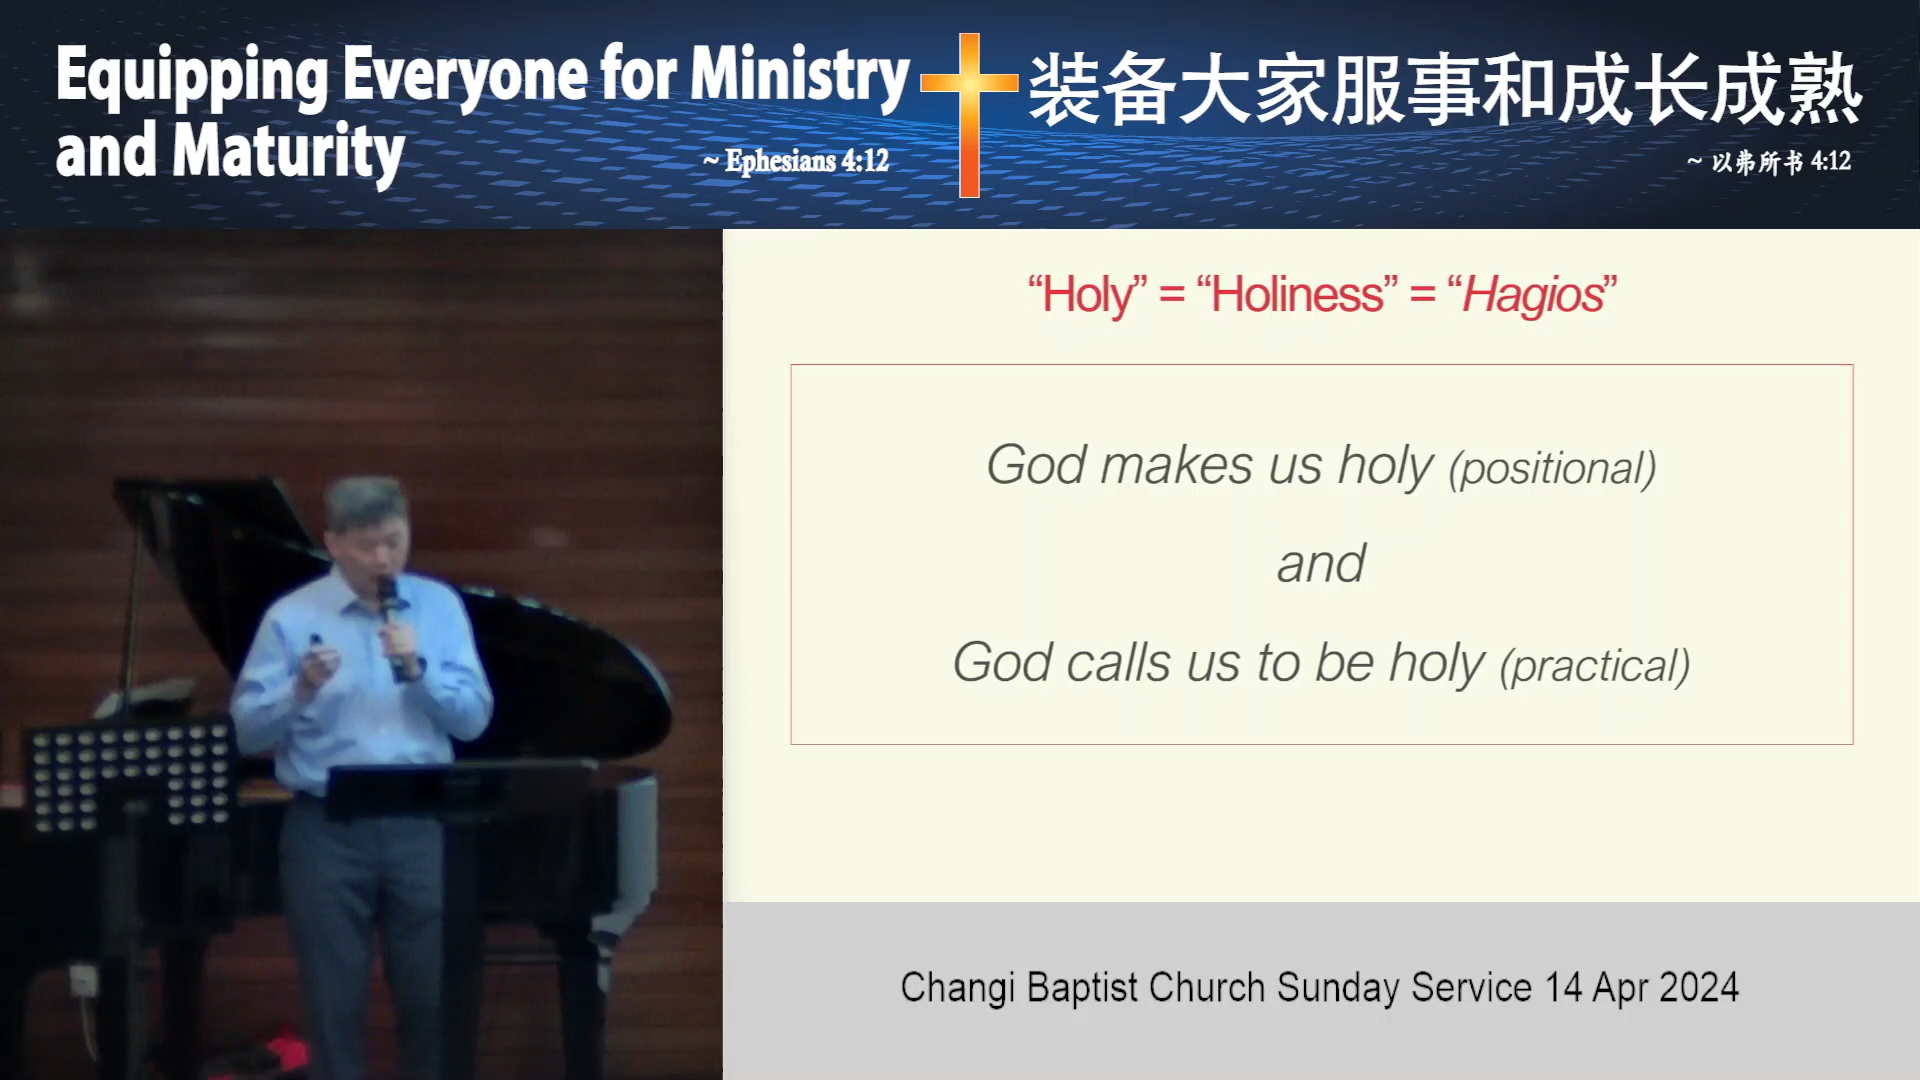 Equipping Everyone for Ministry
and Maturity
~ Ephesians 4:12
装备大家服事和成长成熟
~ 以弗所书 4:12
“Holy” = “Holiness” = “Hagios”
God makes us holy (positional)
and
God calls us to be holy (practical)
Changi Baptist Church Sunday Service 14 Apr 2024